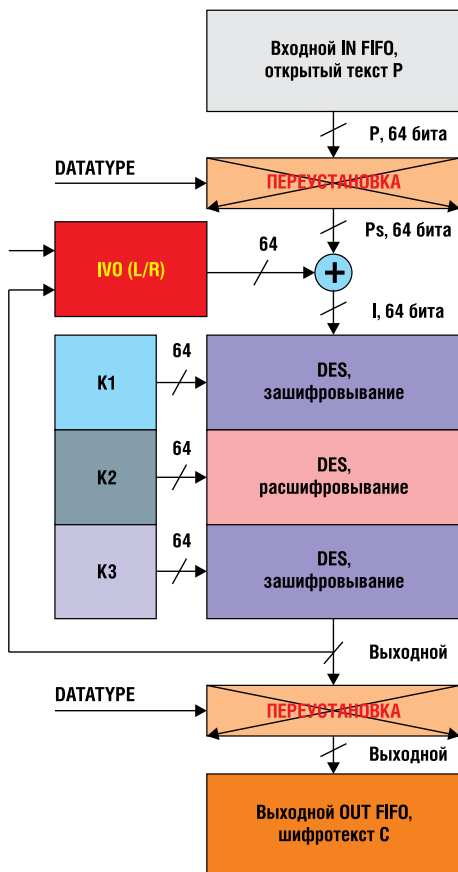 Входной IN FIFO,
открытый текст P
P, 64 бита
DATATYPE
ПЕРЕУСТАНОВКА
Ps, 64 бита
IVO (L/R)
64
+
I, 64 бита
K1
64
DES,
зашифровывание
K2
64
DES,
расшифровывание
K3
64
DES,
зашифровывание
Выходной
DATATYPE
ПЕРЕУСТАНОВКА
Выходной
Выходной OUT FIFO,
шифротекст C